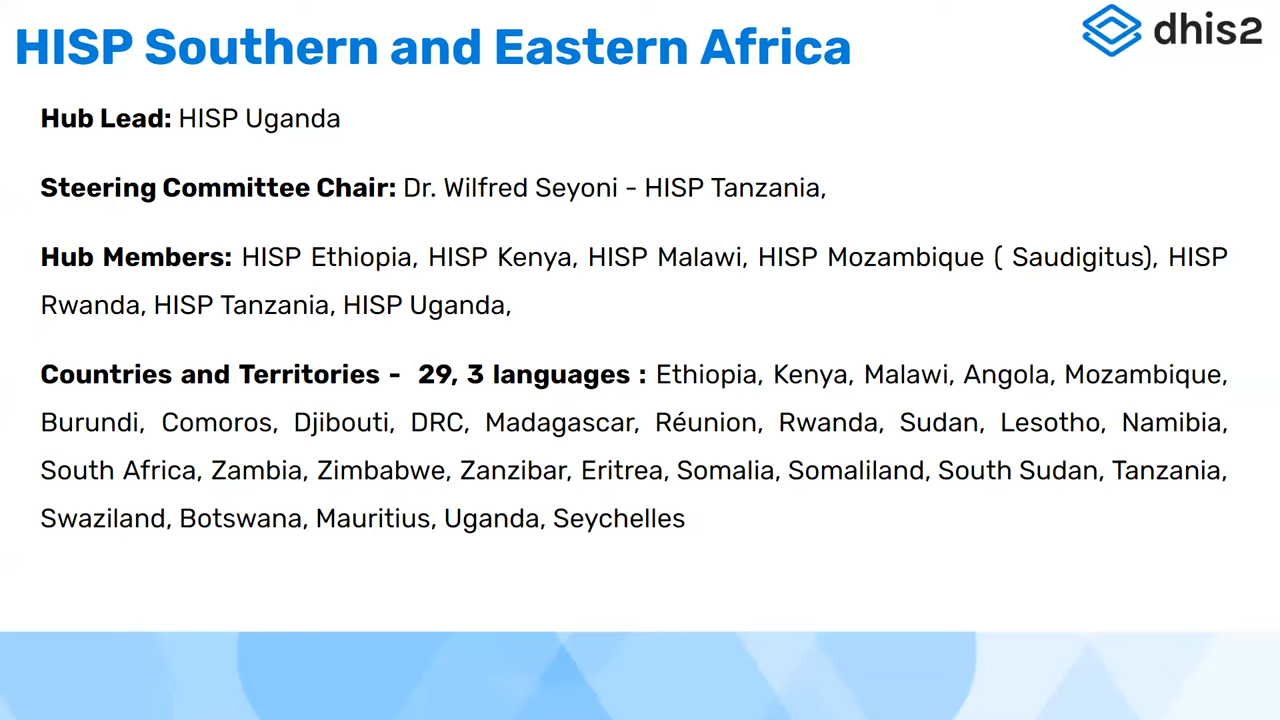 HISP Southern and Eastern Africa
dhis2
Hub Lead: HISP Uganda
Steering Committee Chair: Dr. Wilfred Seyoni - HISP Tanzania,
Hub Members: HISP Ethiopia, HISP Kenya, HISP Malawi, HISP Mozambique ( Saudigitus), HISP
Rwanda, HISP Tanzania, HISP Uganda,
Countries and Territories - 29, 3 languages : Ethiopia, Kenya, Malawi, Angola, Mozambique,
Burundi, Comoros, Djibouti, DRC, Madagascar, Réunion, Rwanda, Sudan, Lesotho, Namibia,
South Africa, Zambia, Zimbabwe, Zanzibar, Eritrea, Somalia, Somaliland, South Sudan, Tanzania,
Swaziland, Botswana, Mauritius, Uganda, Seychelles